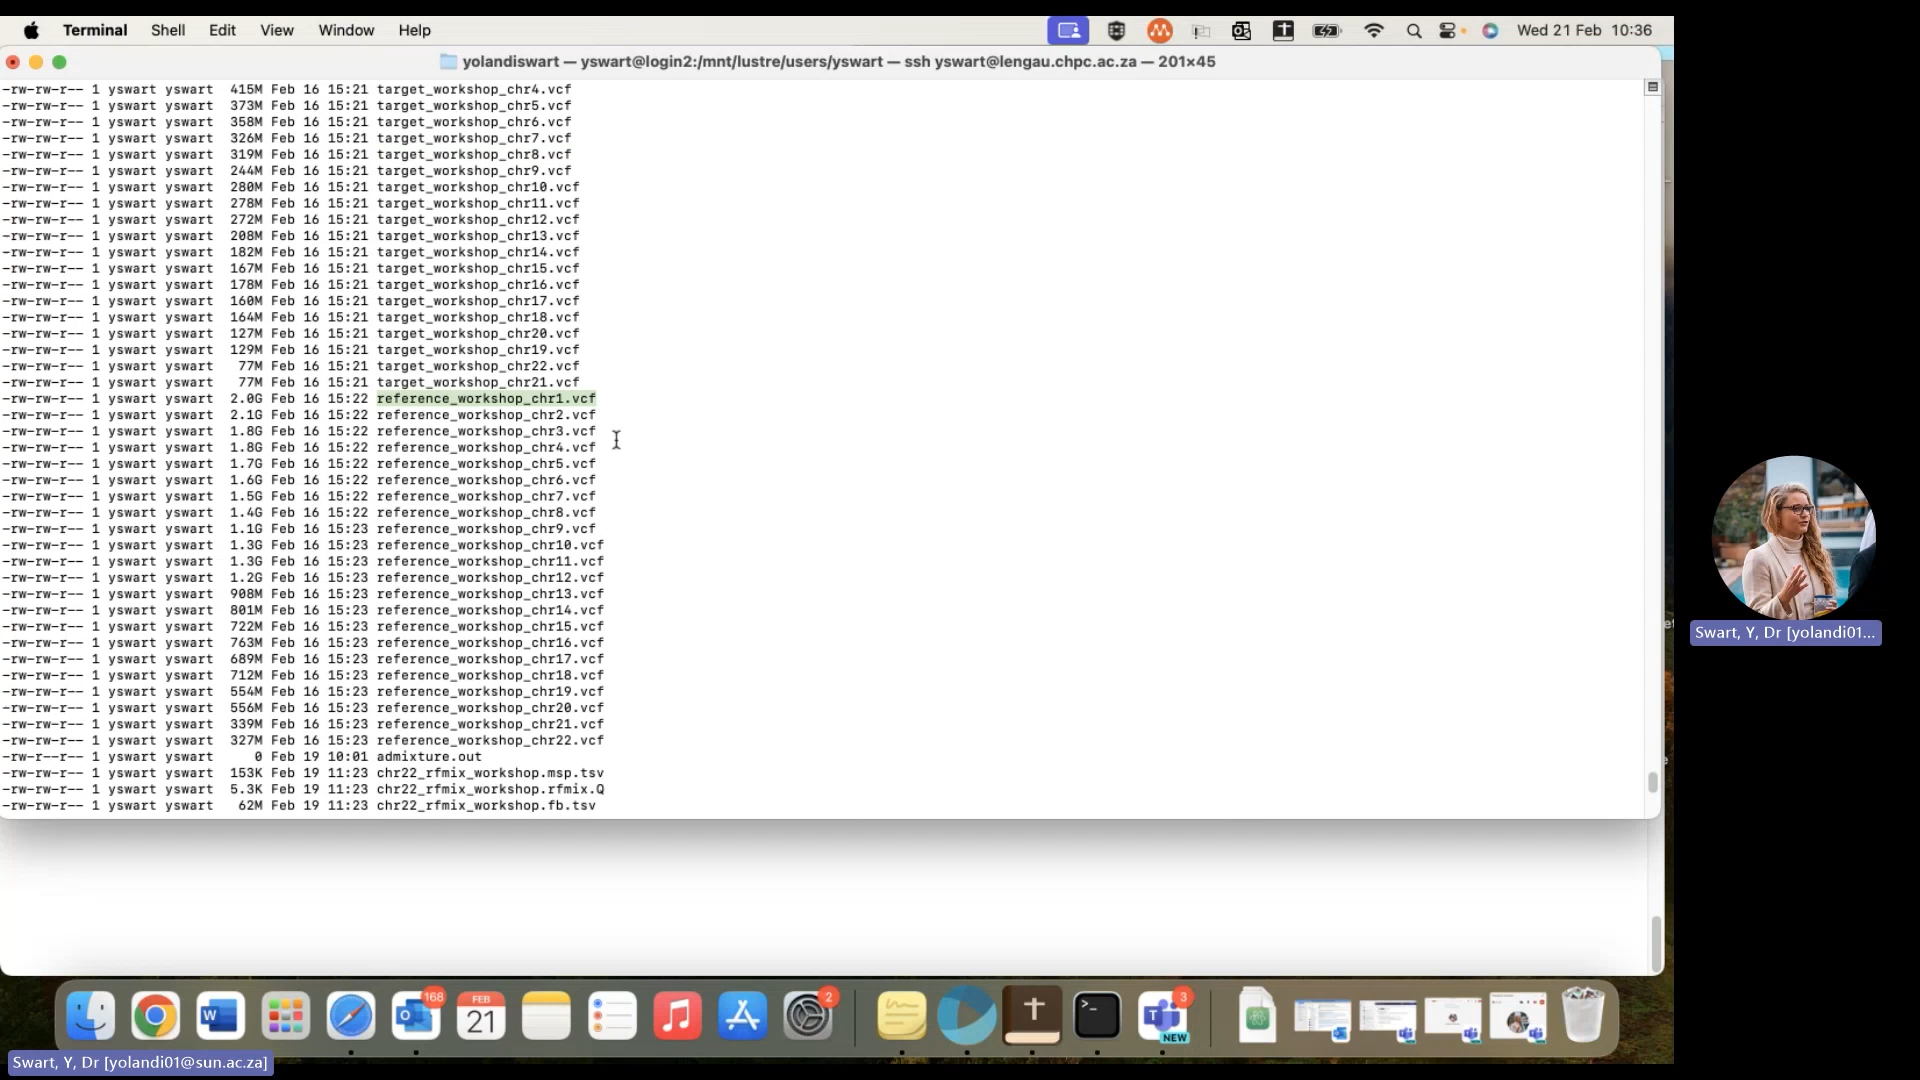 Terminal Shell Edit View Window Help
Wed 21 Feb 10:36
yolandiswart — yswart@login2:/mnt/lustre/users/yswart — ssh yswart@lengau.chpc.ac.za — 201×45
-rw-rw-r-- 1 yswart yswart 415M Feb 16 15:21 target_workshop_chr4.vcf
-rw-rw-r-- 1 yswart yswart 373M Feb 16 15:21 target_workshop_chr5.vcf
-rw-rw-r-- 1 yswart yswart 358M Feb 16 15:21 target_workshop_chr6.vcf
-rw-rw-r-- 1 yswart yswart 326M Feb 16 15:21 target_workshop_chr7.vcf
-rw-rw-r-- 1 yswart yswart 319M Feb 16 15:21 target_workshop_chr8.vcf
-rw-rw-r-- 1 yswart yswart 244M Feb 16 15:21 target_workshop_chr9.vcf
-rw-rw-r-- 1 yswart yswart 280M Feb 16 15:21 target_workshop_chr10.vcf
-rw-rw-r-- 1 yswart yswart 278M Feb 16 15:21 target_workshop_chr11.vcf
-rw-rw-r-- 1 yswart yswart 272M Feb 16 15:21 target_workshop_chr12.vcf
-rw-rw-r-- 1 yswart yswart 208M Feb 16 15:21 target_workshop_chr13.vcf
-rw-rw-r-- 1 yswart yswart 182M Feb 16 15:21 target_workshop_chr14.vcf
-rw-rw-r-- 1 yswart yswart 167M Feb 16 15:21 target_workshop_chr15.vcf
-rw-rw-r-- 1 yswart yswart 178M Feb 16 15:21 target_workshop_chr16.vcf
-rw-rw-r-- 1 yswart yswart 160M Feb 16 15:21 target_workshop_chr17.vcf
-rw-rw-r-- 1 yswart yswart 164M Feb 16 15:21 target_workshop_chr18.vcf
-rw-rw-r-- 1 yswart yswart 127M Feb 16 15:21 target_workshop_chr20.vcf
-rw-rw-r-- 1 yswart yswart 129M Feb 16 15:21 target_workshop_chr19.vcf
-rw-rw-r-- 1 yswart yswart 77M Feb 16 15:21 target_workshop_chr22.vcf
-rw-rw-r-- 1 yswart yswart 77M Feb 16 15:21 target_workshop_chr21.vcf
-rw-rw-r-- 1 yswart yswart 2.0G Feb 16 15:22 reference_workshop_chr1.vcf
-rw-rw-r-- 1 yswart yswart 2.1G Feb 16 15:22 reference_workshop_chr2.vcf
-rw-rw-r-- 1 yswart yswart 1.8G Feb 16 15:22 reference_workshop_chr3.vcf
-rw-rw-r-- 1 yswart yswart 1.8G Feb 16 15:22 reference_workshop_chr4.vcf
-rw-rw-r-- 1 yswart yswart 1.7G Feb 16 15:22 reference_workshop_chr5.vcf
-rw-rw-r-- 1 yswart yswart 1.6G Feb 16 15:22 reference_workshop_chr6.vcf
-rw-rw-r-- 1 yswart yswart 1.5G Feb 16 15:22 reference_workshop_chr7.vcf
-rw-rw-r-- 1 yswart yswart 1.4G Feb 16 15:22 reference_workshop_chr8.vcf
-rw-rw-r-- 1 yswart yswart 1.1G Feb 16 15:23 reference_workshop_chr9.vcf
-rw-rw-r-- 1 yswart yswart 1.3G Feb 16 15:23 reference_workshop_chr10.vcf
-rw-rw-r-- 1 yswart yswart 1.3G Feb 16 15:23 reference_workshop_chr11.vcf
-rw-rw-r-- 1 yswart yswart 1.2G Feb 16 15:23 reference_workshop_chr12.vcf
-rw-rw-r-- 1 yswart yswart 908M Feb 16 15:23 reference_workshop_chr13.vcf
-rw-rw-r-- 1 yswart yswart 801M Feb 16 15:23 reference_workshop_chr14.vcf
-rw-rw-r-- 1 yswart yswart 722M Feb 16 15:23 reference_workshop_chr15.vcf
-rw-rw-r-- 1 yswart yswart 763M Feb 16 15:23 reference_workshop_chr16.vcf
-rw-rw-r-- 1 yswart yswart 689M Feb 16 15:23 reference_workshop_chr17.vcf
-rw-rw-r-- 1 yswart yswart 712M Feb 16 15:23 reference_workshop_chr18.vcf
-rw-rw-r-- 1 yswart yswart 554M Feb 16 15:23 reference_workshop_chr19.vcf
-rw-rw-r-- 1 yswart yswart 556M Feb 16 15:23 reference_workshop_chr20.vcf
-rw-rw-r-- 1 yswart yswart 339M Feb 16 15:23 reference_workshop_chr21.vcf
-rw-rw-r-- 1 yswart yswart 327M Feb 16 15:23 reference_workshop_chr22.vcf
-rw-r--r-- 1 yswart yswart 0 Feb 19 10:01 admixture.out
-rw-rw-r-- 1 yswart yswart 153K Feb 19 11:23 chr22_rfmix_workshop.msp.tsv
-rw-rw-r-- 1 yswart yswart 5.3K Feb 19 11:23 chr22_rfmix_workshop.rfmix.Q
-rw-rw-r-- 1 yswart yswart 62M Feb 19 11:23 chr22_rfmix_workshop.fb.tsv
Swart, Y, Dr [yolandi01...
168
FEB
21
2
3
NEW
Swart, Y, Dr [yolandi01@sun.ac.za]